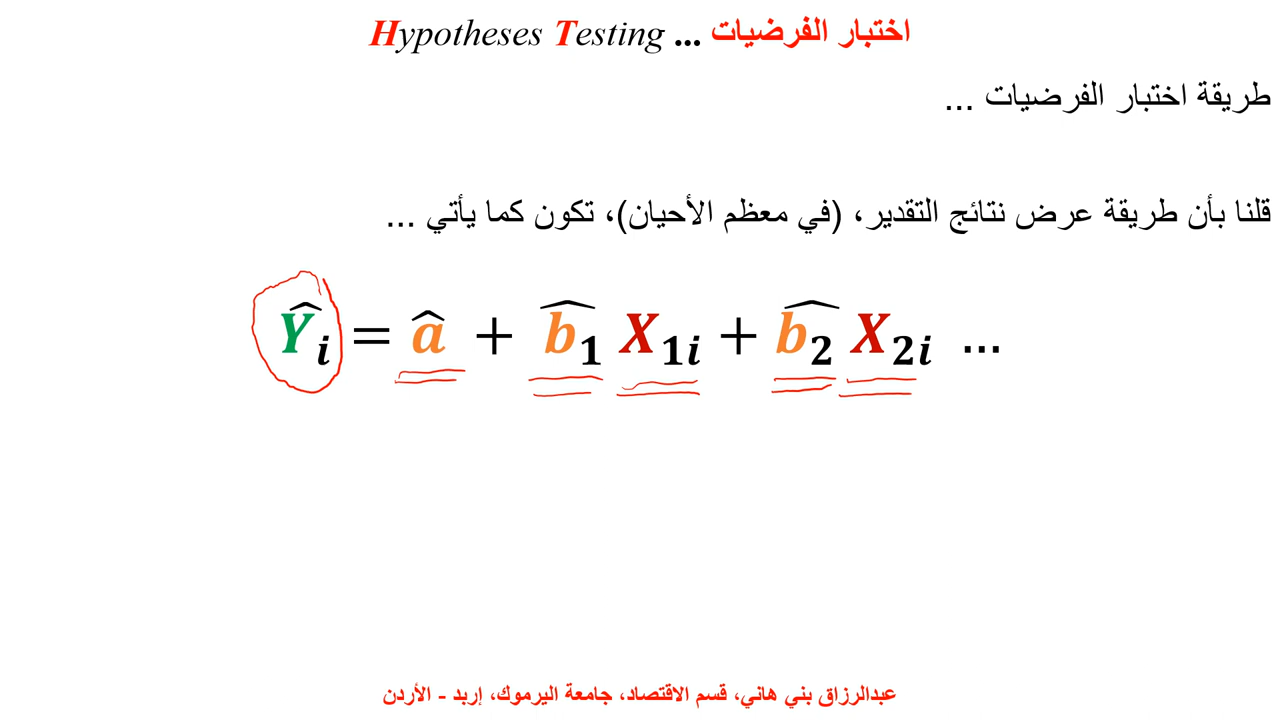 اختبار الفرضيات ... Hypotheses Testing
طريقة اختبار الفرضيات ...
قلنا بأن طريقة عرض نتائج التقدير، (في معظم الأحيان)، تكون كما يأتي ...
Ŷᵢ = â + b̂₁ X₁ᵢ + b̂₂ X₂ᵢ ...
عبدالرزاق بني هاني، قسم الاقتصاد، جامعة اليرموك، إربد - الأردن